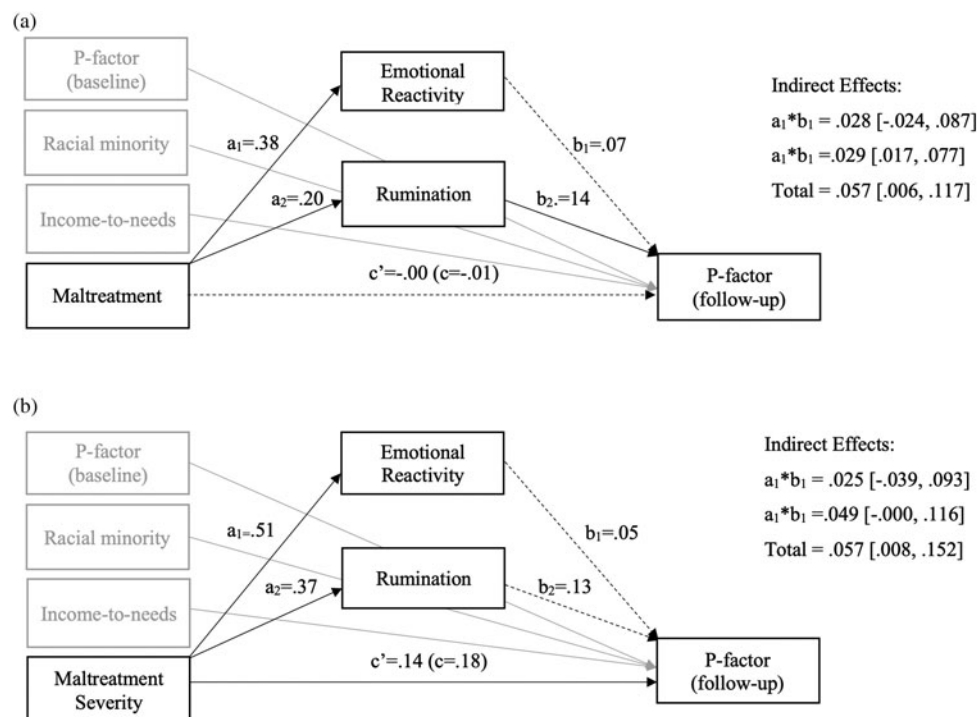 (a)
P-factor
(baseline)
Racial minority
Income-to-needs
Maltreatment
Emotional
Reactivity
Rumination
P-factor
(follow-up)
a₁=.38
a₂=.20
b₁=.07
b₂.=14
c’=-.00 (c=-.01)
Indirect Effects:
a₁*b₁ = .028 [-.024, .087]
a₁*b₁ =.029 [.017, .077]
Total = .057 [.006, .117]
(b)
P-factor
(baseline)
Racial minority
Income-to-needs
Maltreatment
Severity
Emotional
Reactivity
Rumination
P-factor
(follow-up)
a₁₌.51
a₂=.37
b₁=.05
b₂=.13
c’=.14 (c=.18)
Indirect Effects:
a₁*b₁ = .025 [-.039, .093]
a₁*b₁ =.049 [-.000, .116]
Total = .057 [.008, .152]